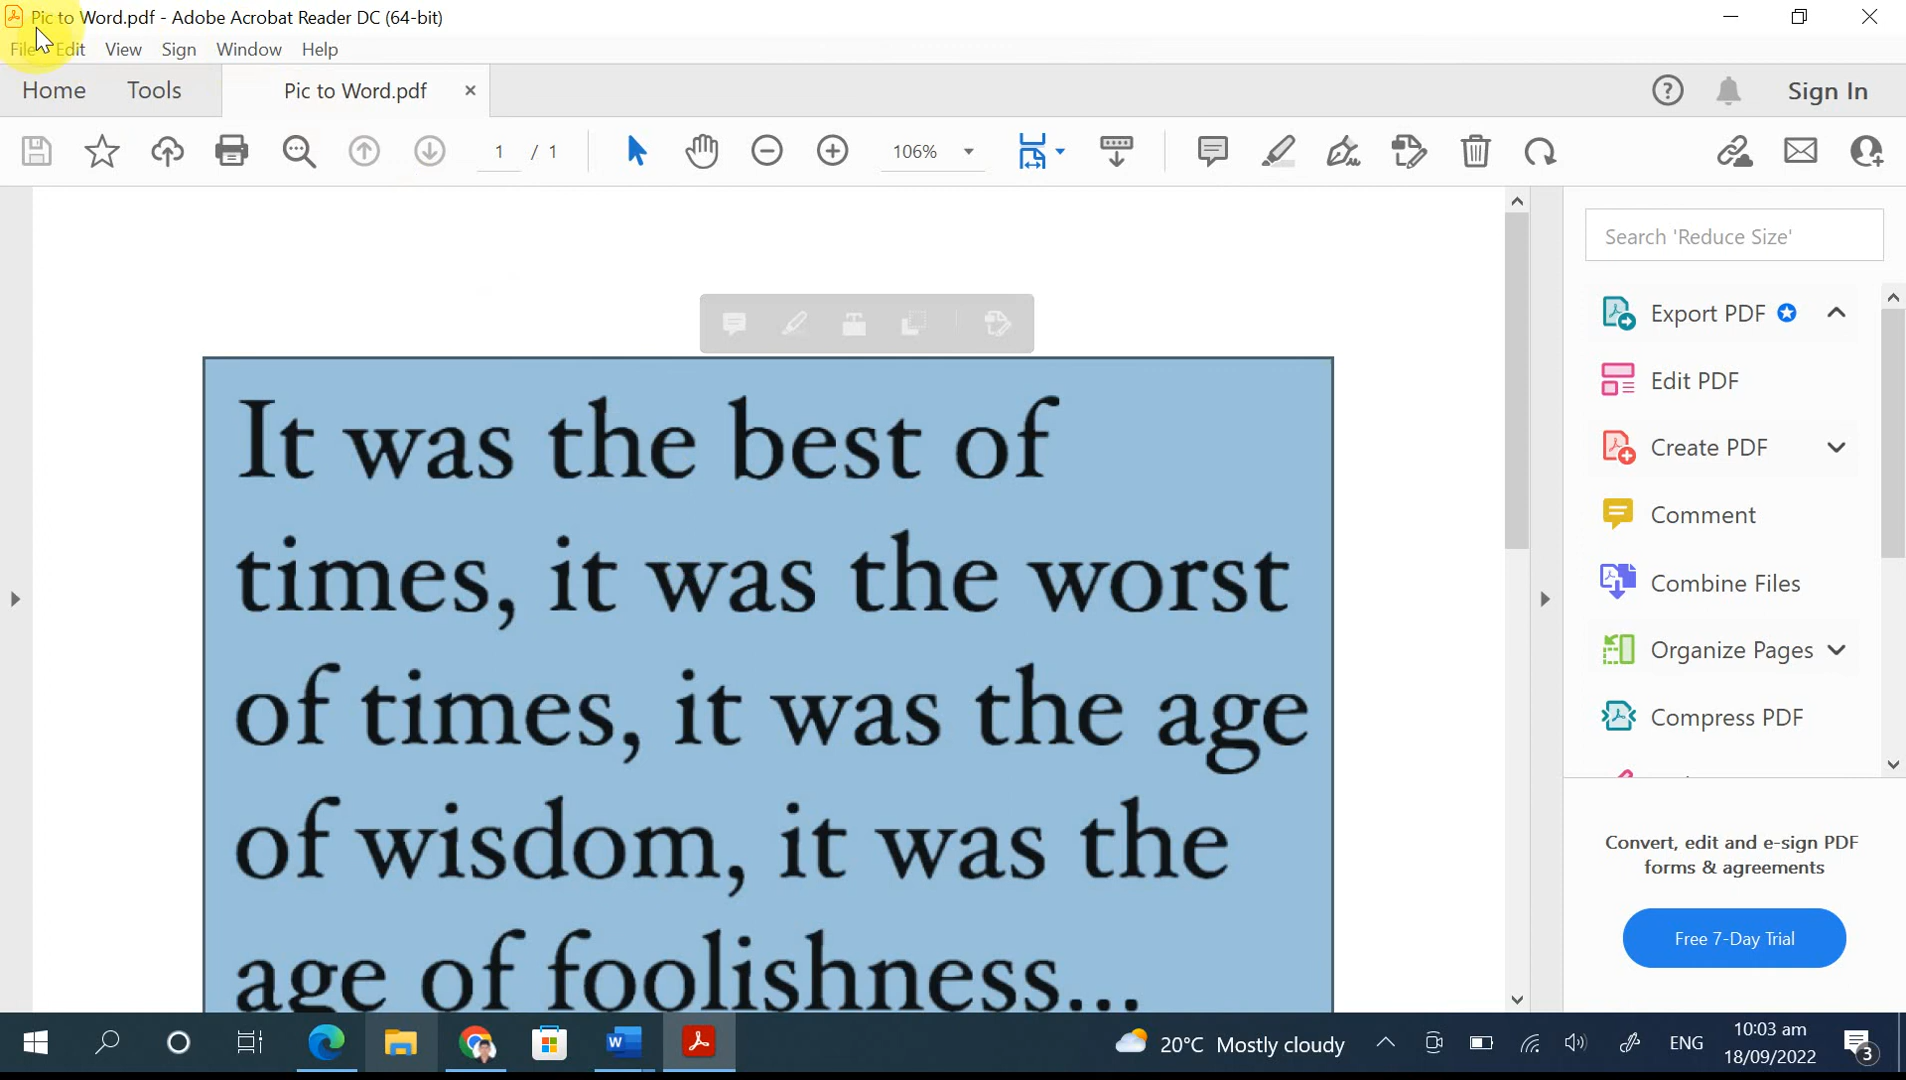 Pic to Word.pdf - Adobe Acrobat Reader DC (64-bit)
File Edit View Sign Window Help
Home Tools Pic to Word.pdf Sign In
1 / 1 106%
Search 'Reduce Size'
Export PDF
Edit PDF
Create PDF
Comment
Combine Files
Organize Pages
Compress PDF
Convert, edit and e-sign PDF
forms & agreements
Free 7-Day Trial
It was the best of
times, it was the worst
of times, it was the age
of wisdom, it was the
age of foolishness...
20°C Mostly cloudy
ENG
10:03 am
18/09/2022
3